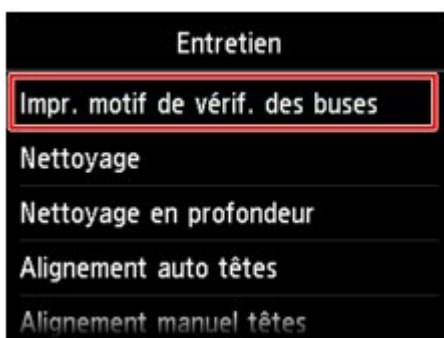 Entretien
Impr. motif de vérif. des buses
Nettoyage
Nettoyage en profondeur
Alignement auto têtes
Alignement manuel têtes